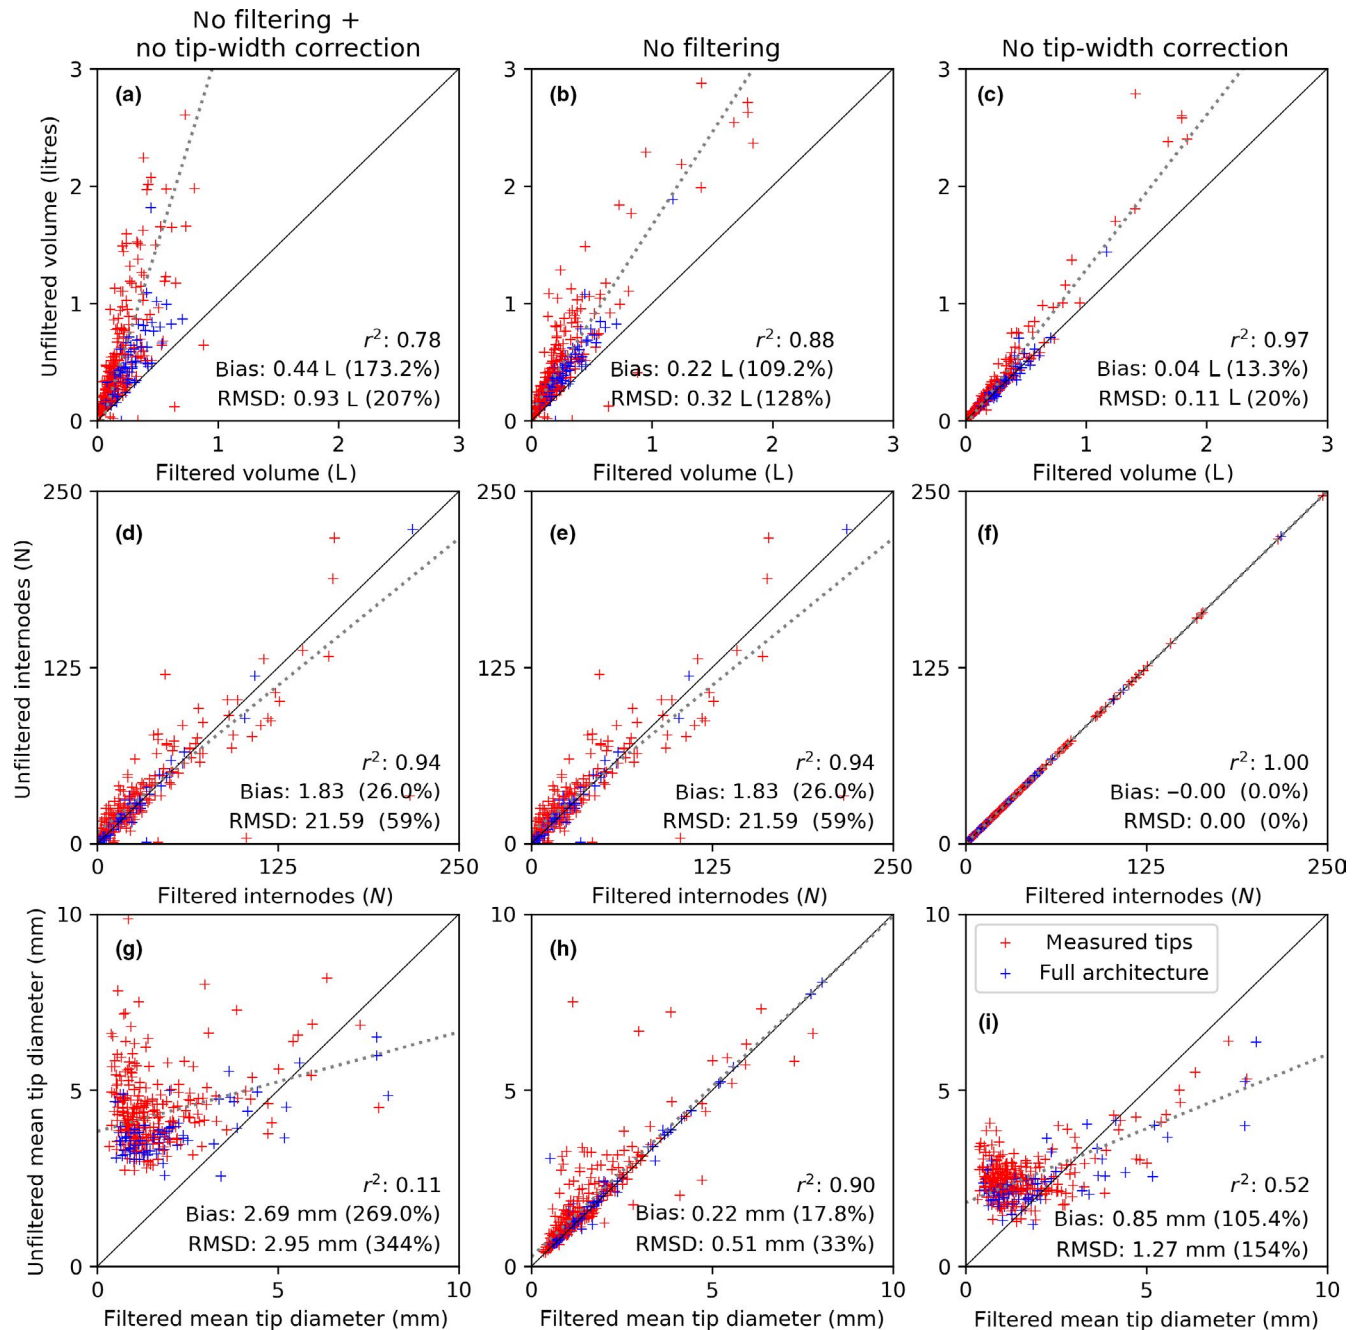 No filtering +
no tip-width correction
No filtering
No tip-width correction
Unfiltered volume (litres)
3
2
1
0
(a)
r²: 0.78
Bias: 0.44 L (173.2%)
RMSD: 0.93 L (207%)
0 1 2 3
Filtered volume (L)
3
2
1
0
(b)
r²: 0.88
Bias: 0.22 L (109.2%)
RMSD: 0.32 L (128%)
0 1 2 3
Filtered volume (L)
3
2
1
0
(c)
r²: 0.97
Bias: 0.04 L (13.3%)
RMSD: 0.11 L (20%)
0 1 2 3
Filtered volume (L)
Unfiltered internodes (N)
250
125
0
(d)
r²: 0.94
Bias: 1.83 (26.0%)
RMSD: 21.59 (59%)
0 125 250
Filtered internodes (N)
250
125
0
(e)
r²: 0.94
Bias: 1.83 (26.0%)
RMSD: 21.59 (59%)
0 125 250
Filtered internodes (N)
250
125
0
(f)
r²: 1.00
Bias: −0.00 (0.0%)
RMSD: 0.00 (0%)
0 125 250
Filtered internodes (N)
Unfiltered mean tip diameter (mm)
10
5
0
(g)
r²: 0.11
Bias: 2.69 mm (269.0%)
RMSD: 2.95 mm (344%)
0 5 10
Filtered mean tip diameter (mm)
10
5
0
(h)
r²: 0.90
Bias: 0.22 mm (17.8%)
RMSD: 0.51 mm (33%)
0 5 10
Filtered mean tip diameter (mm)
10
5
0
Measured tips
Full architecture
(i)
r²: 0.52
Bias: 0.85 mm (105.4%)
RMSD: 1.27 mm (154%)
0 5 10
Filtered mean tip diameter (mm)